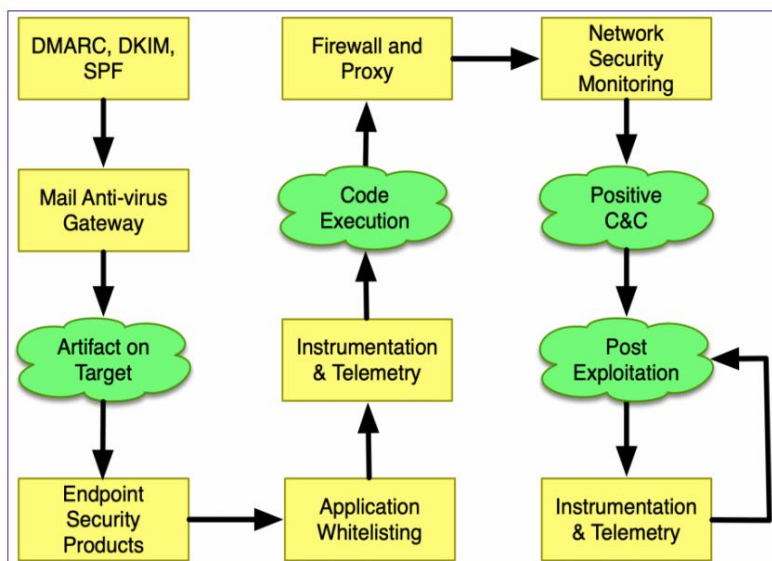 DMARC, DKIM,
SPF
Mail Anti-virus
Gateway
Artifact on
Target
Endpoint
Security
Products
Application
Whitelisting
Instrumentation
& Telemetry
Code
Execution
Firewall and
Proxy
Network
Security
Monitoring
Positive
C&C
Post
Exploitation
Instrumentation
& Telemetry